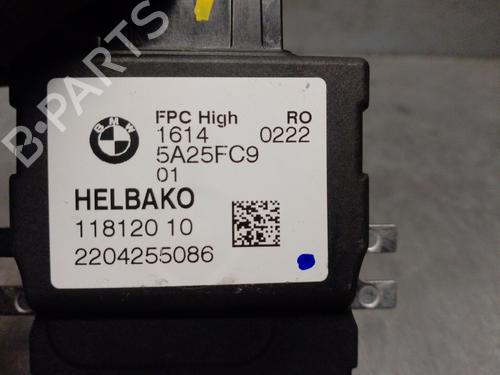 BMW
FPC High RO
1614 0222
5A25FC9
01
HELBAKO
118120 10
2204255086
B-PARTS